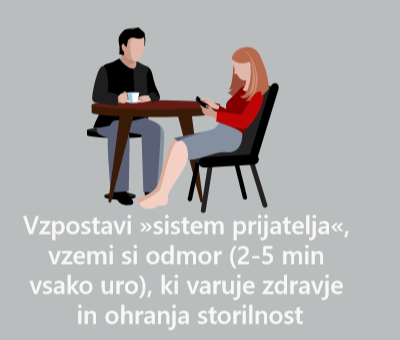 Vzpostavi »sistem prijatelja«,
vzemi si odmor (2-5 min
vsako uro), ki varuje zdravje
in ohranja storilnost